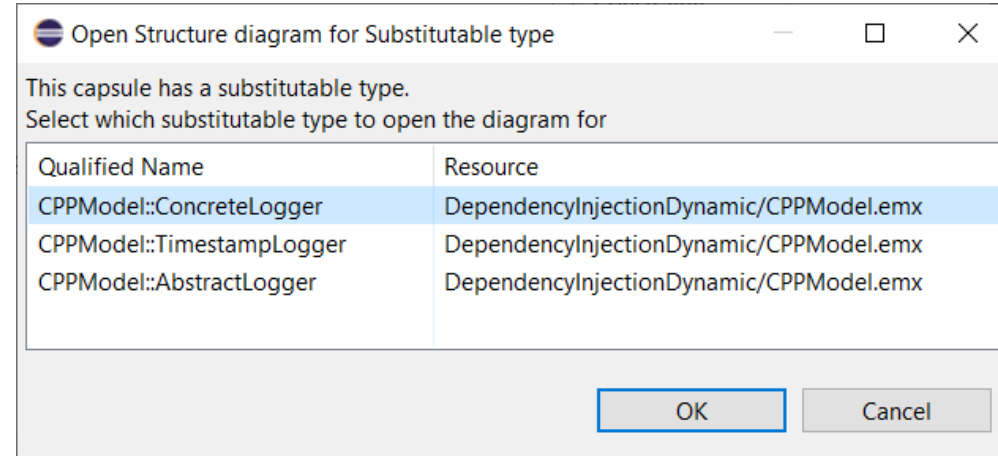 Open Structure diagram for Substitutable type
This capsule has a substitutable type.
Select which substitutable type to open the diagram for
Qualified Name Resource
CPPModel::ConcreteLogger DependencyInjectionDynamic/CPPModel.emx
CPPModel::TimestampLogger DependencyInjectionDynamic/CPPModel.emx
CPPModel::AbstractLogger DependencyInjectionDynamic/CPPModel.emx
OK Cancel